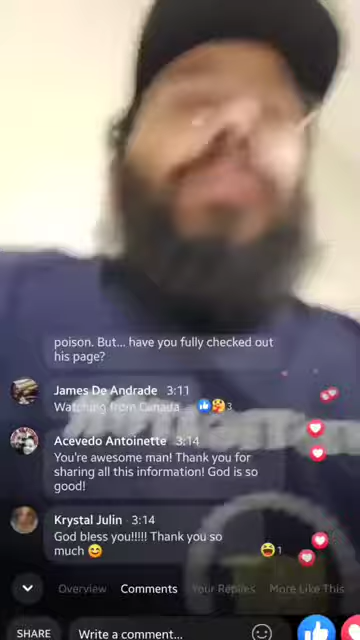 poison. But... have you fully checked out
his page?
James De Andrade 3:11
Watching from Canada
3
Acevedo Antoinette · 3:14
You're awesome man! Thank you for
sharing all this information! God is so
good!
Krystal Julin · 3:14
God bless you!!!!! Thank you so
much 😄
1
Overview Comments Your Replies More Like This
SHARE Write a comment...